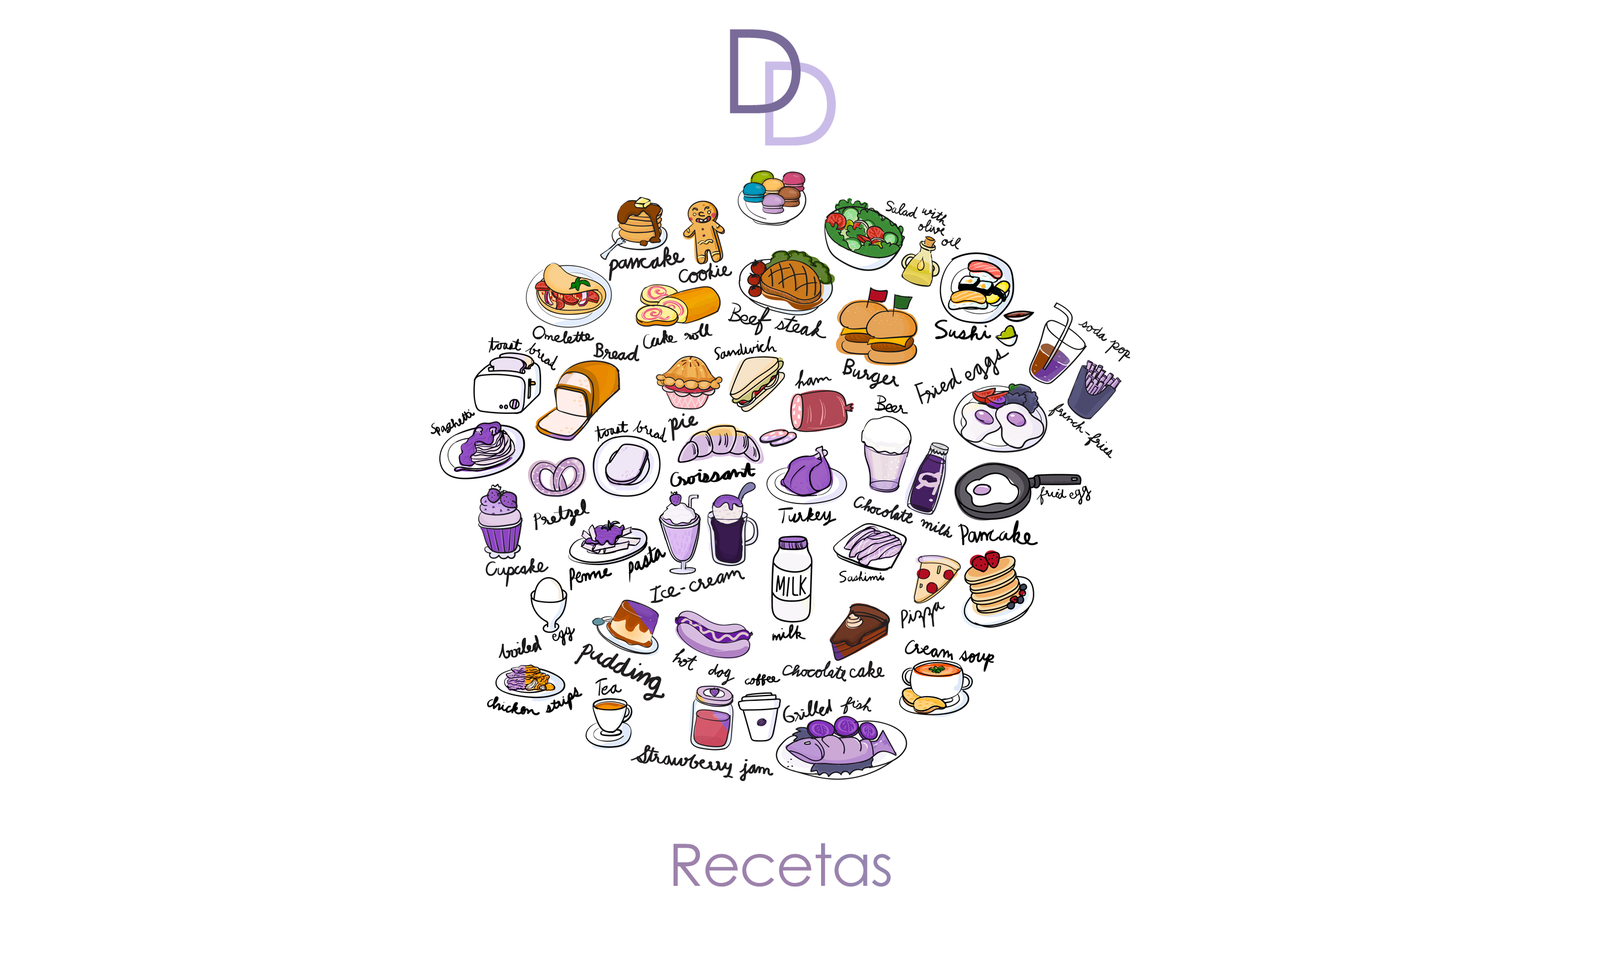 DD
Salad with
olive
oil
pancake
Cookie
Omelette
Cake roll
Beef steak
Sushi
soda pop
toast bread
Bread
Sandwich
Burger
Fried eggs
ham
Beer
french-fries
Spaghetti
toast bread
pie
Croissant
Turkey
Chocolate milk
fried egg
Pancake
Pretzel
Cupcake
Penne pasta
Ice-cream
MILK
milk
Sashimi
Pizza
boiled egg
pudding
hot dog
Chocolate cake
Cream soup
chicken strips
Tea
coffee
Strawberry jam
Grilled fish
Recetas